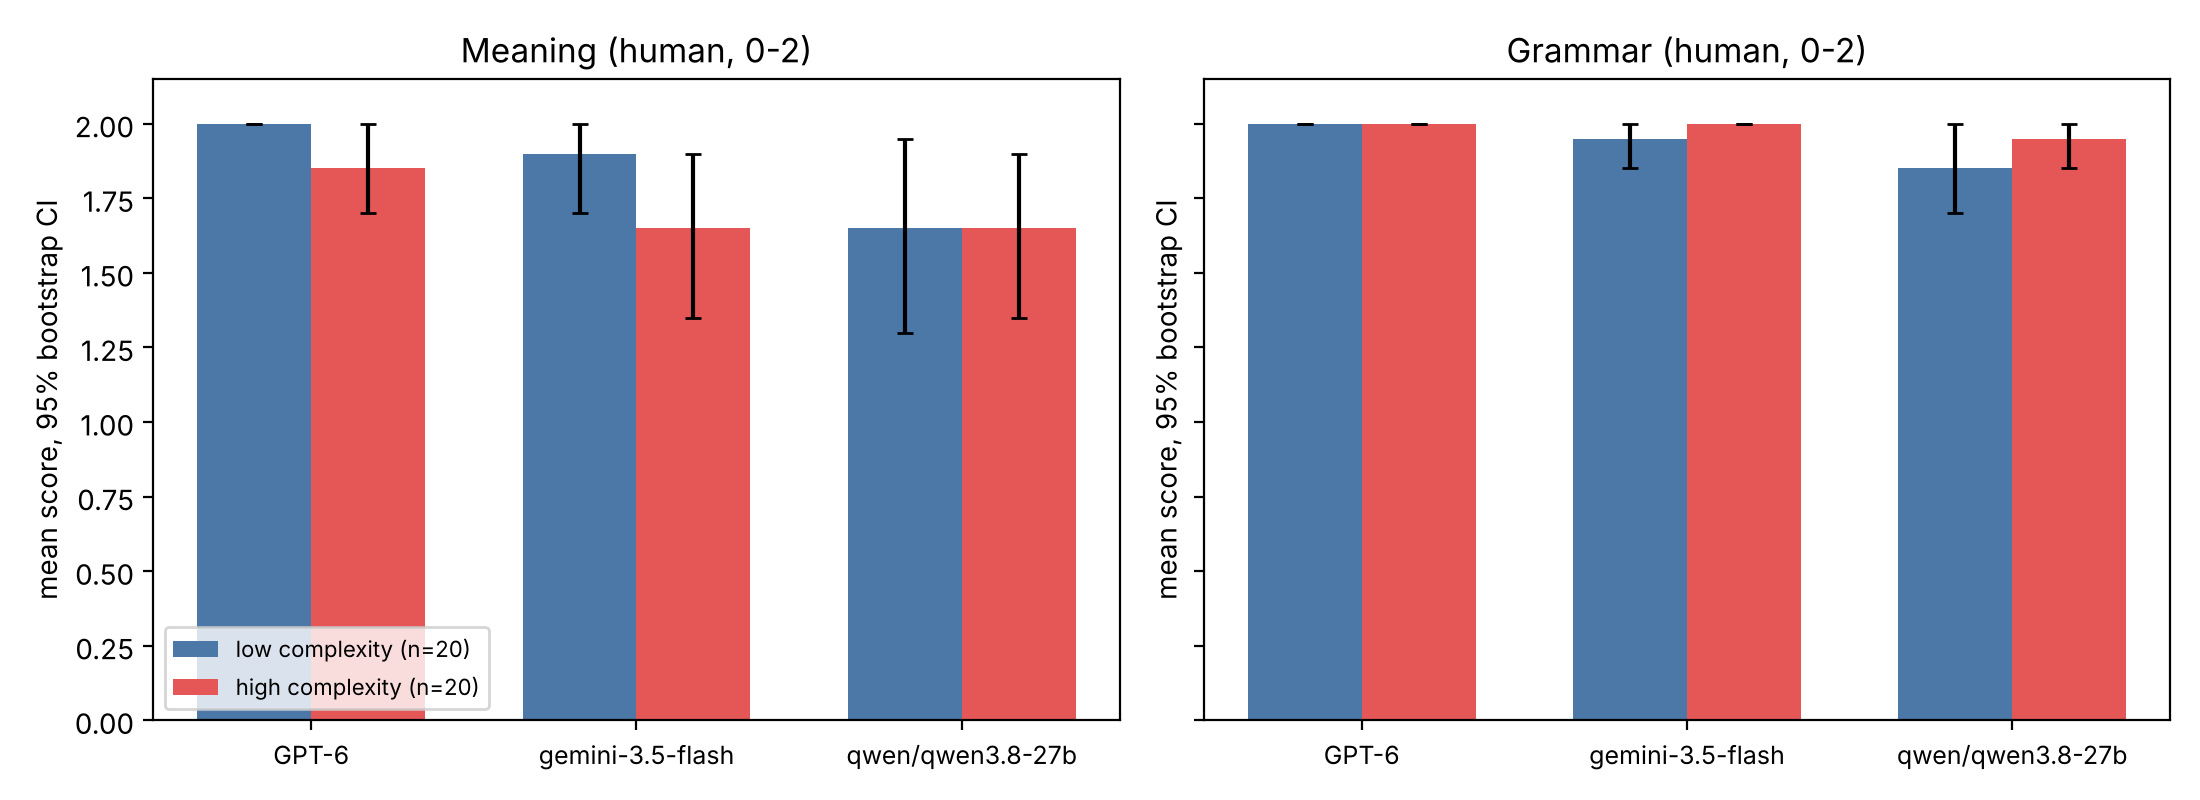 Meaning (human, 0-2)
mean score, 95% bootstrap CI
2.00
1.75
1.50
1.25
1.00
0.75
0.50
0.25
0.00
low complexity (n=20)
high complexity (n=20)
GPT-6
gemini-3.5-flash
qwen/qwen3.8-27b
Grammar (human, 0-2)
mean score, 95% bootstrap CI
GPT-6
gemini-3.5-flash
qwen/qwen3.8-27b